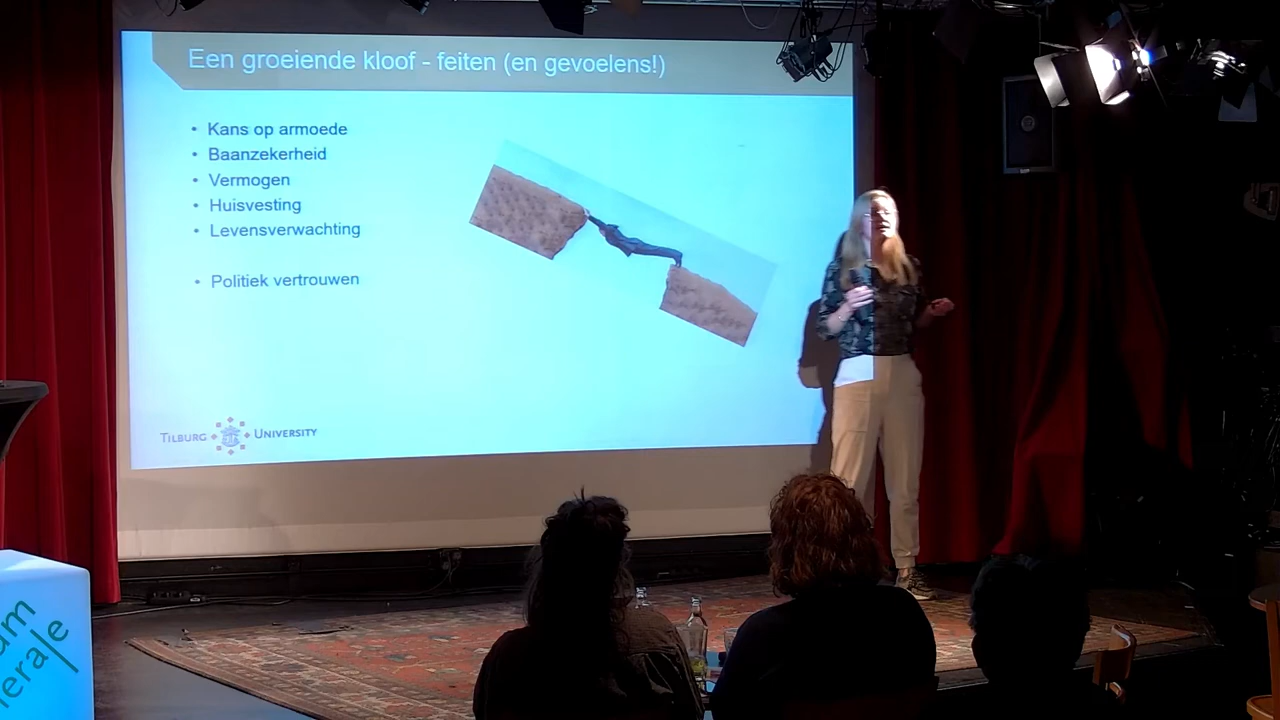 Een groeiende kloof - feiten (en gevoelens!)
• Kans op armoede
• Baanzekerheid
• Vermogen
• Huisvesting
• Levensverwachting
• Politiek vertrouwen
TILBURG UNIVERSITY